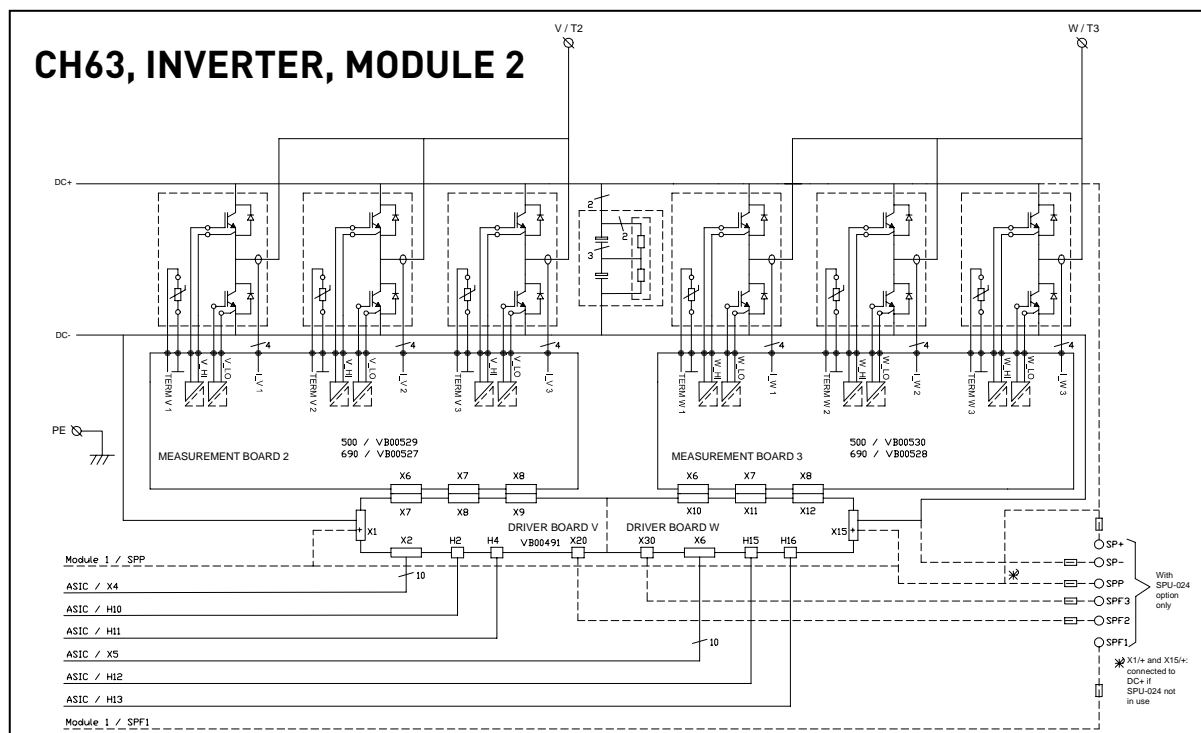 V / T2
W / T3
CH63, INVERTER, MODULE 2
DC+
2
2
3
DC-
4
4
4
4
4
4
TERM V 1
V_HI
V_LO
I_V 1
TERM V 2
V_HI
V_LO
I_V 2
TERM V 3
V_HI
V_LO
I_V 3
TERM W 1
W_HI
W_LO
I_W 1
TERM W 2
W_HI
W_LO
I_W 2
TERM W 3
W_HI
W_LO
I_W 3
PE
MEASUREMENT BOARD 2
500 / VB00529
690 / VB00527
MEASUREMENT BOARD 3
500 / VB00530
690 / VB00528
X6
X7
X8
X6
X7
X8
X7
X8
X9
X10
X11
X12
+
X1
DRIVER BOARD V
VB00491
DRIVER BOARD W
X15
+
X2
H2
H4
X20
X30
X6
H15
H16
Module 1 / SPP
ASIC / X4
10
ASIC / H10
ASIC / H11
ASIC / X5
10
ASIC / H12
ASIC / H13
Module 1 / SPF1
SP+
SP-
SPP
SPF3
SPF2
SPF1
With
SPU-024
option
only
X1/+ and X15/+:
connected to
DC+ if
SPU-024 not
in use